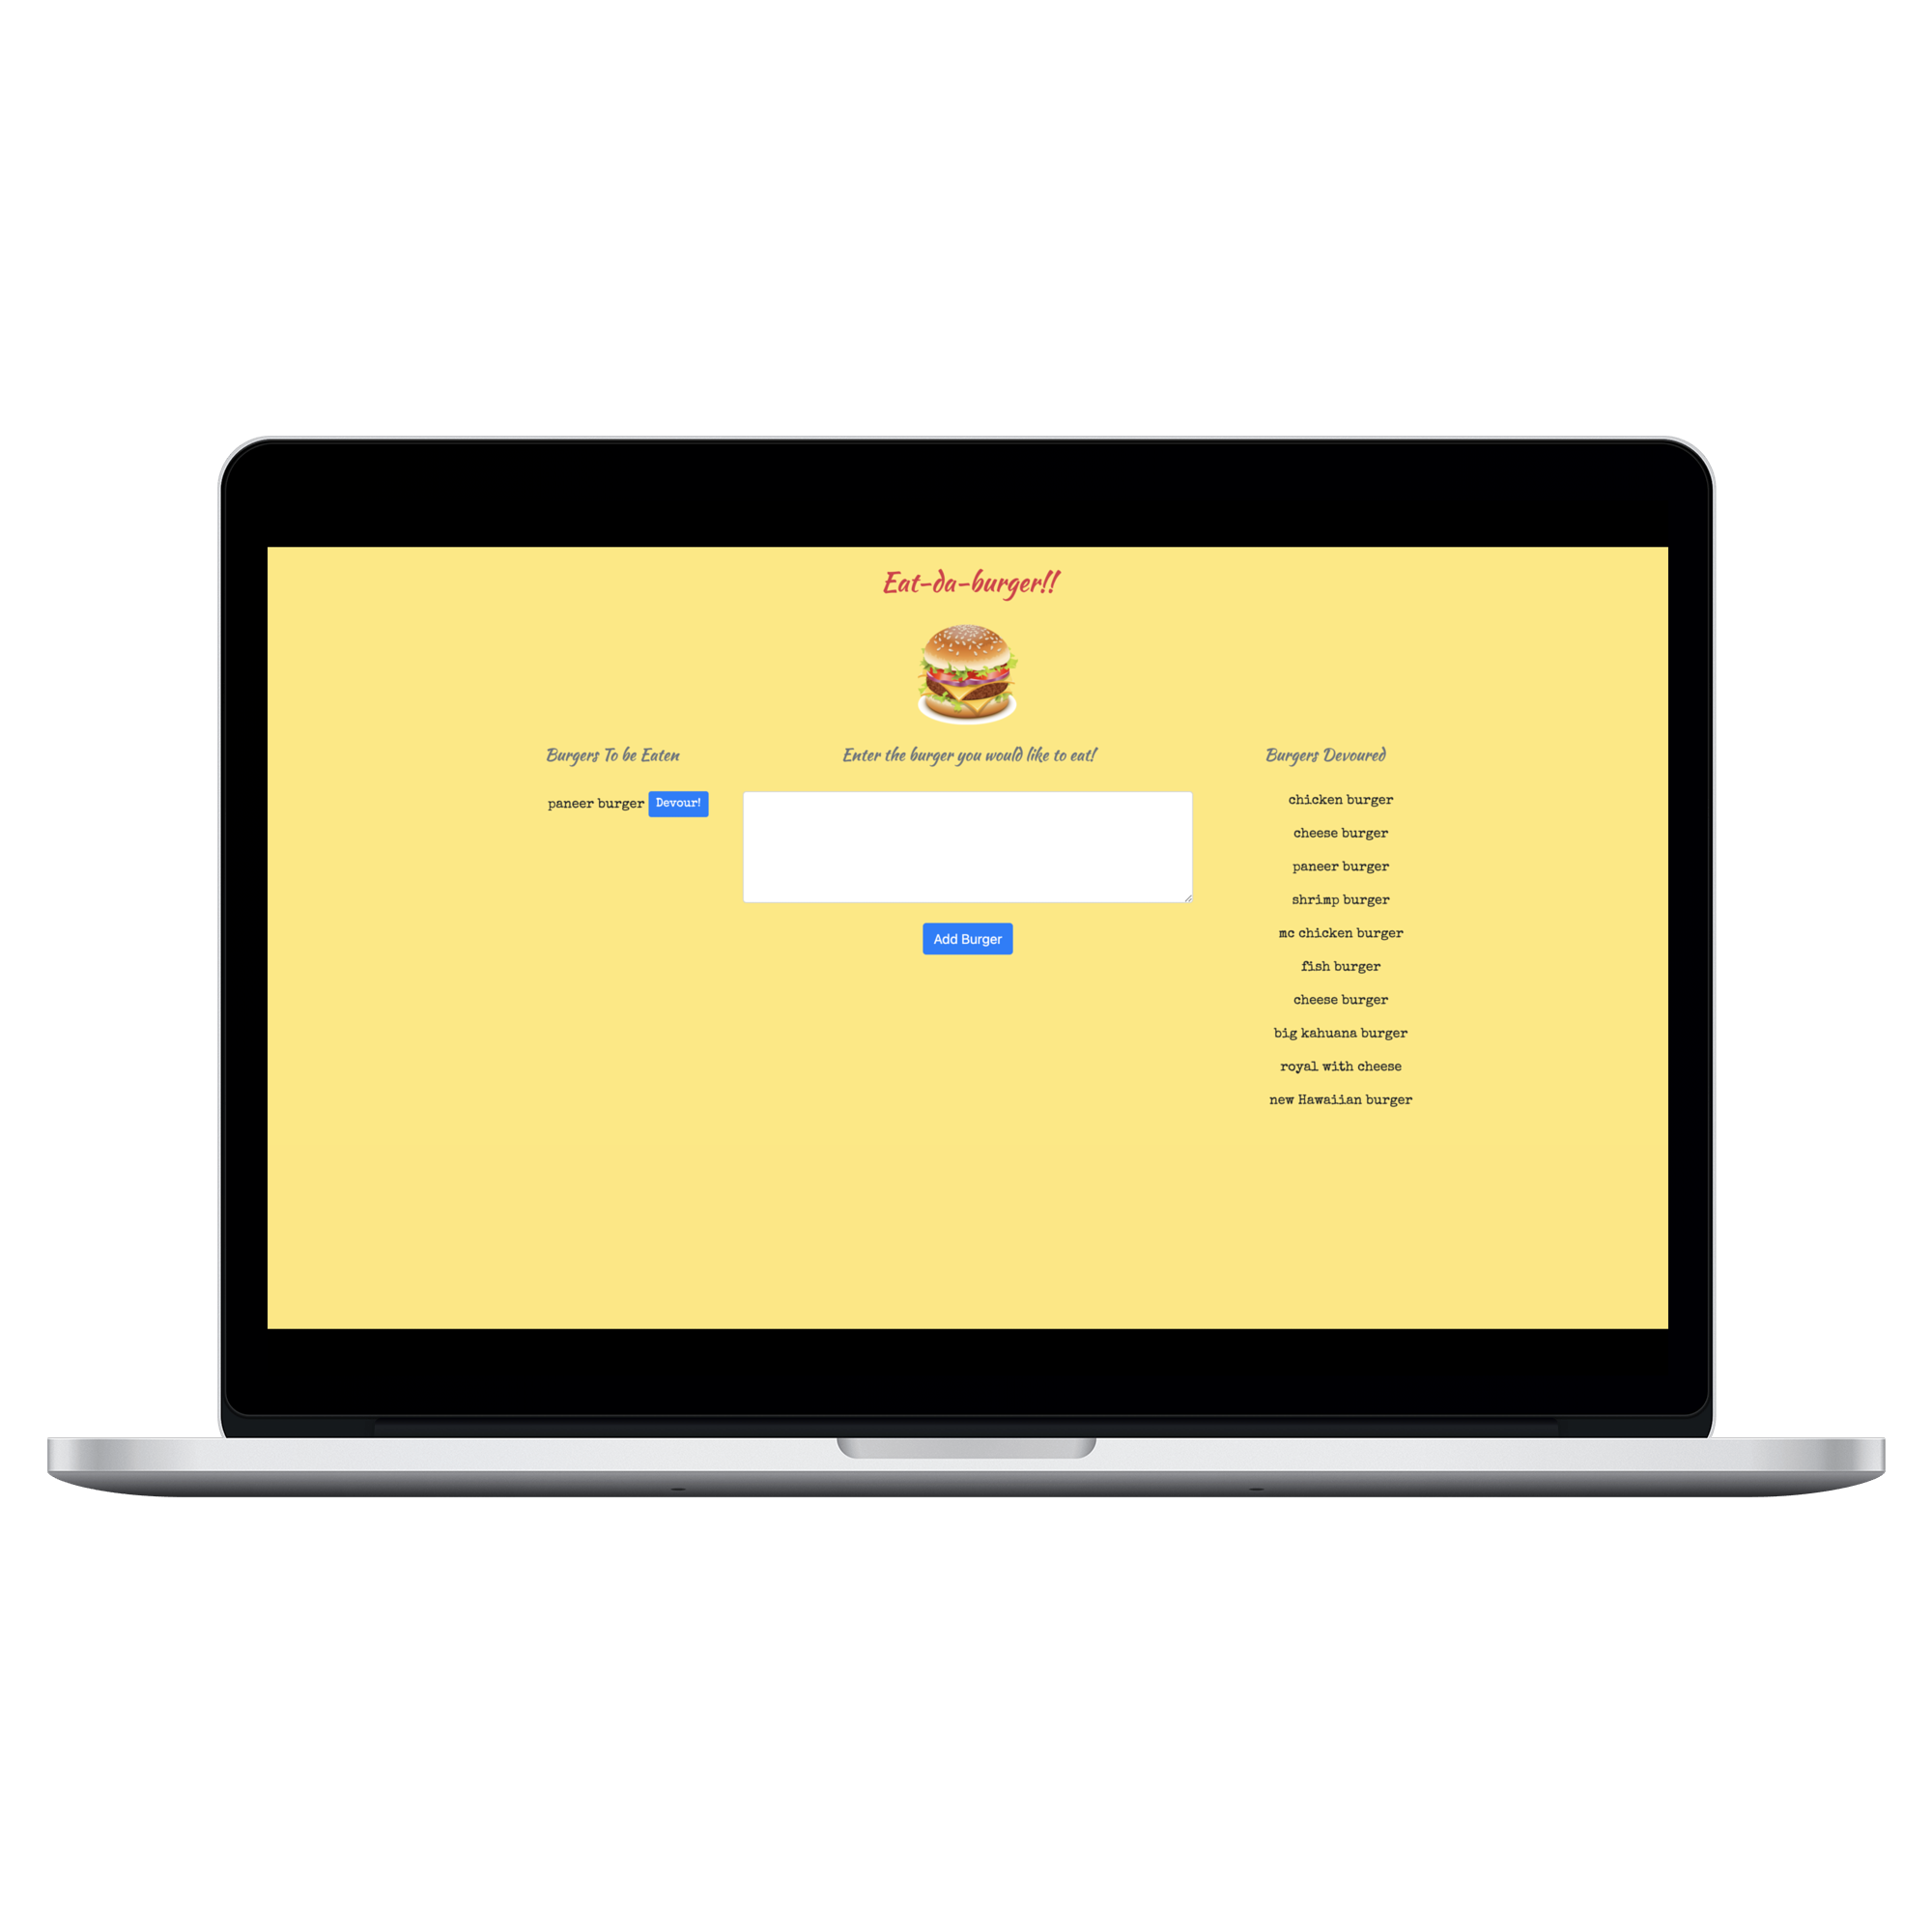 Eat-da-burger!!
Burgers To be Eaten
paneer burger Devour!
Enter the burger you would like to eat!
Add Burger
Burgers Devoured
chicken burger
cheese burger
paneer burger
shrimp burger
mc chicken burger
fish burger
cheese burger
big kahuana burger
royal with cheese
new Hawaiian burger